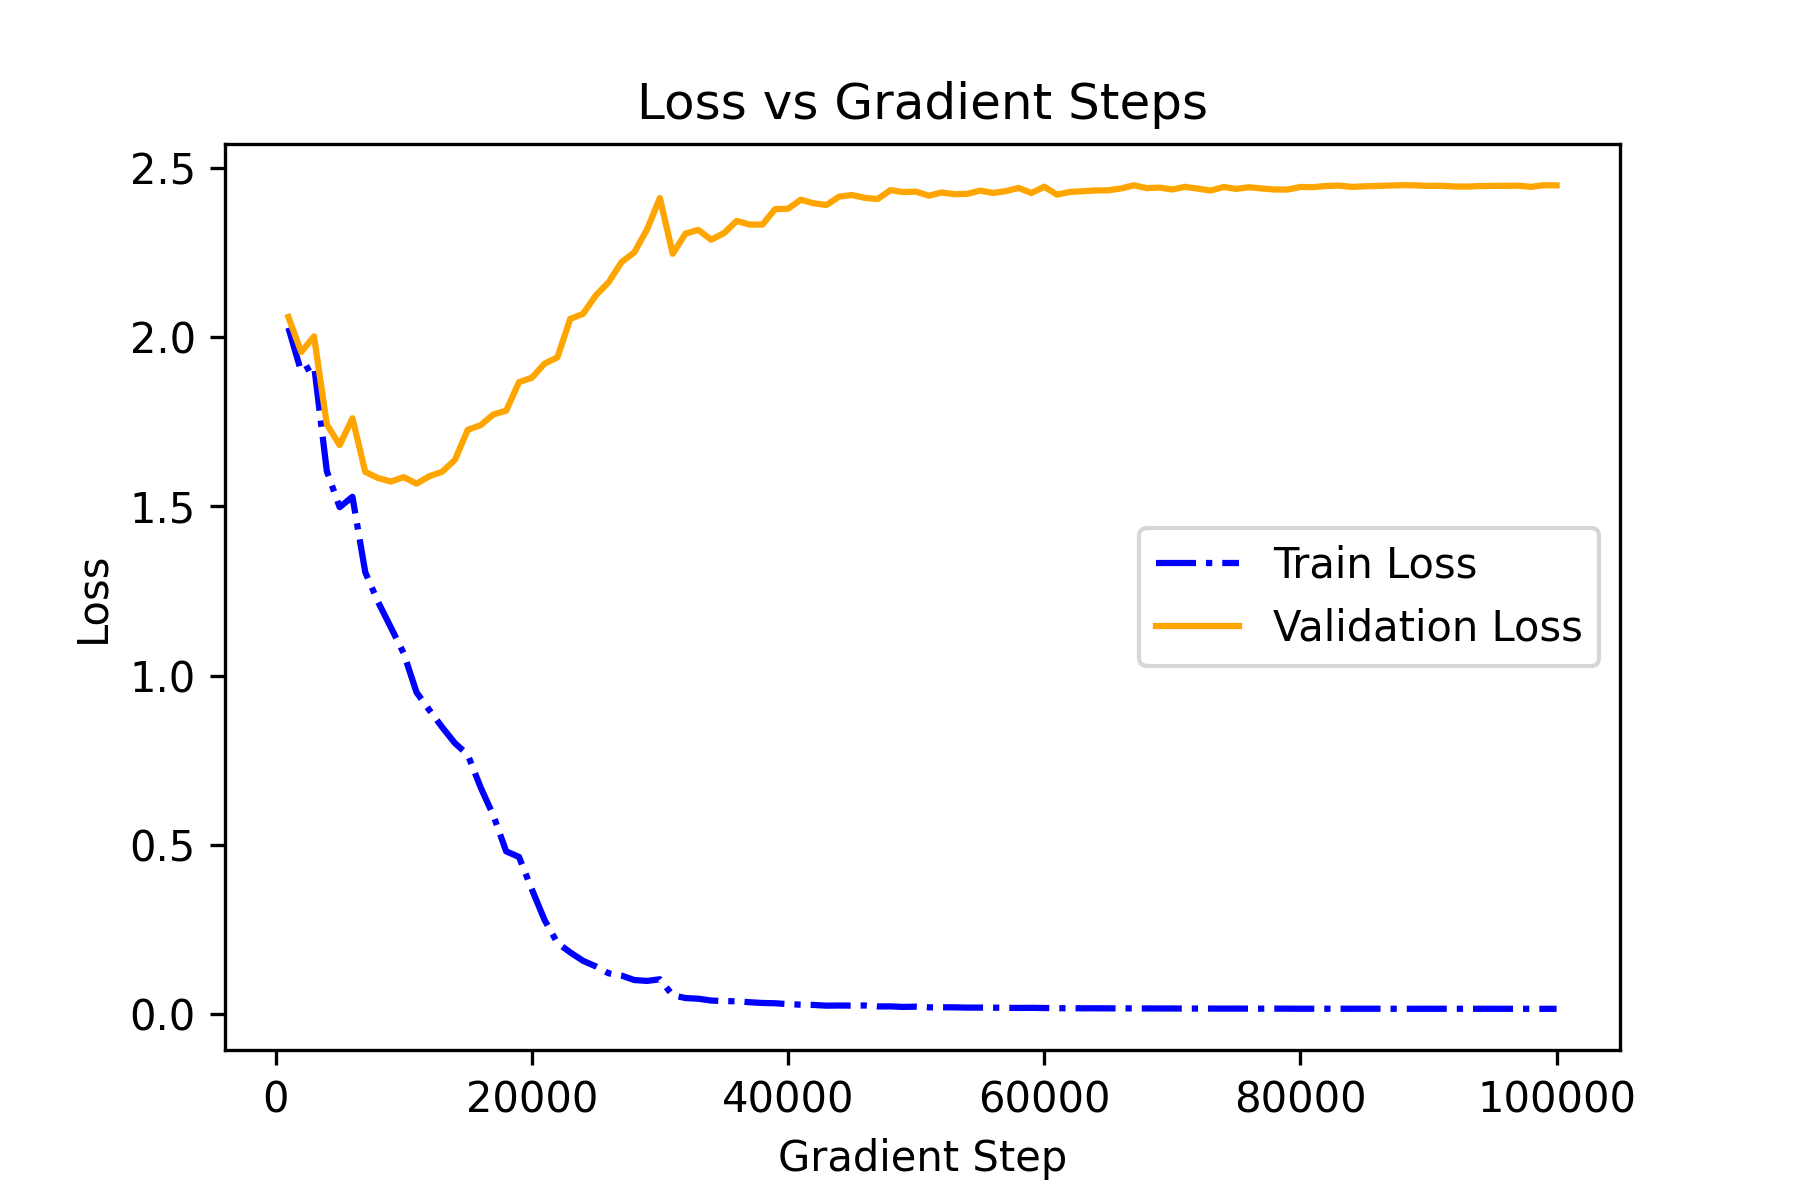 Loss vs Gradient Steps
2.5
2.0
1.5
1.0
0.5
0.0
Loss
Train Loss
Validation Loss
0 20000 40000 60000 80000 100000
Gradient Step